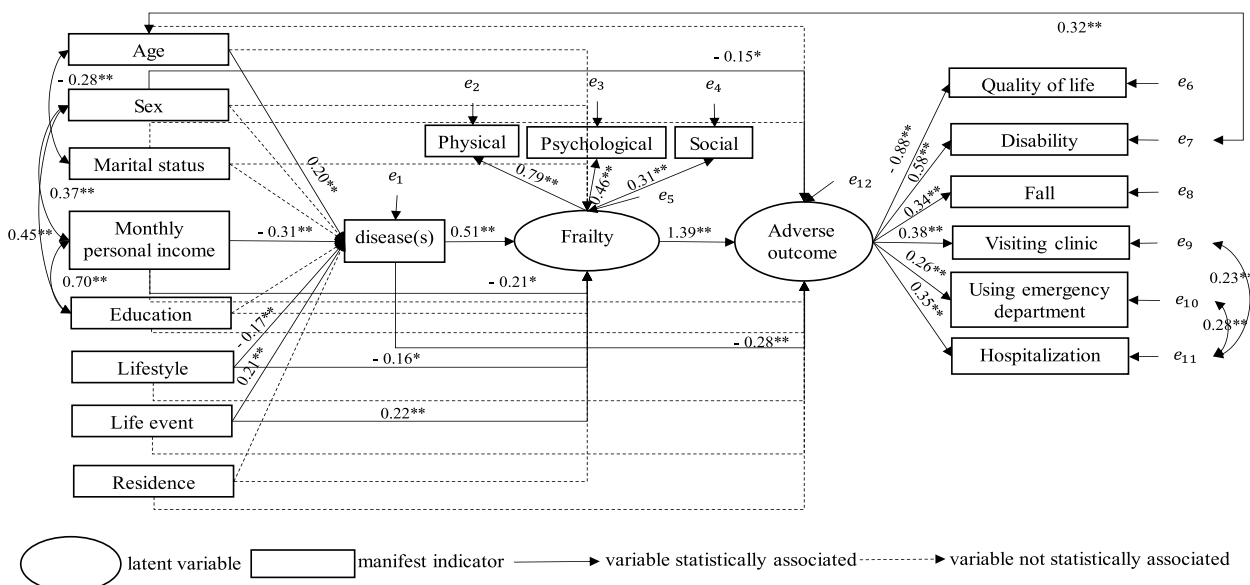 0.32**
Age
- 0.15*
- 0.28**
Sex
e2
e3
e4
Quality of life
e6
Physical
Psychological
Social
Disability
e7
Marital status
0.20**
0.79**
0.46**
0.31**
- 0.88**
0.58**
e1
e5
e12
Fall
e8
0.37**
0.34**
Monthly
personal income
- 0.31**
disease(s)
0.51**
Frailty
1.39**
Adverse
outcome
0.38**
Visiting clinic
e9
0.45**
0.26**
0.23**
0.70**
- 0.21*
Using emergency
department
e10
Education
0.35**
0.28**
- 0.17**
- 0.28**
Hospitalization
e11
Lifestyle
- 0.16*
0.21**
Life event
0.22**
Residence
latent variable
manifest indicator
variable statistically associated
variable not statistically associated